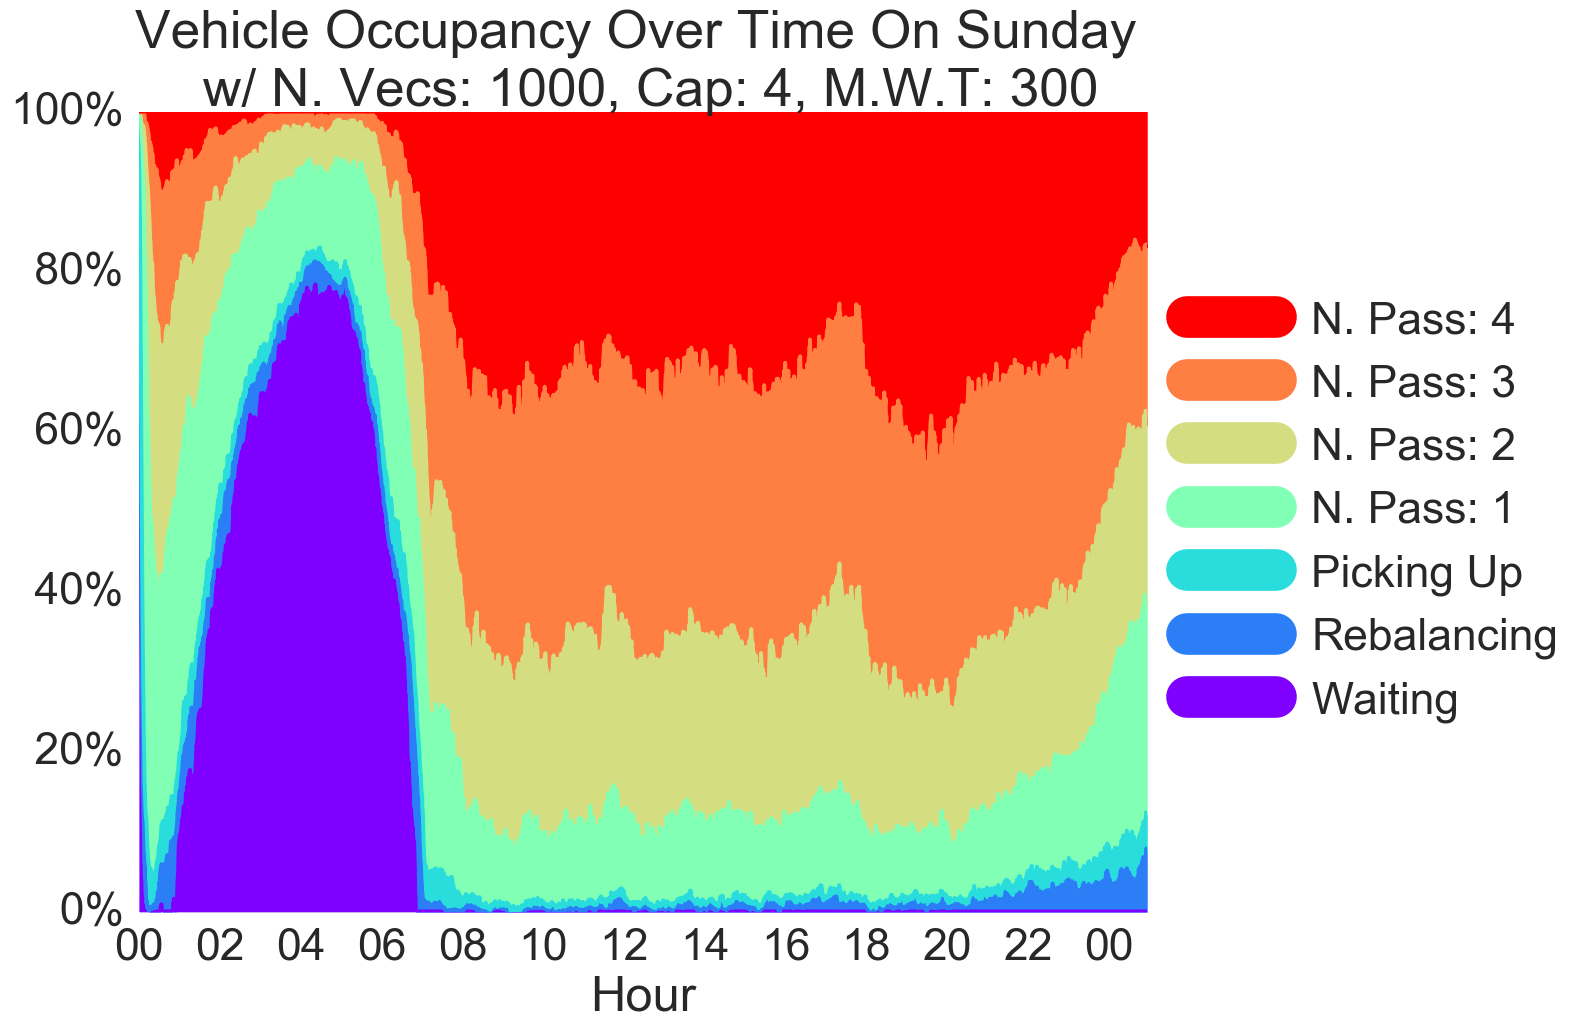 Vehicle Occupancy Over Time On Sunday
w/ N. Vecs: 1000, Cap: 4, M.W.T: 300
100%
80%
60%
40%
20%
0%
00 02 04 06 08 10 12 14 16 18 20 22 00
Hour
N. Pass: 4
N. Pass: 3
N. Pass: 2
N. Pass: 1
Picking Up
Rebalancing
Waiting